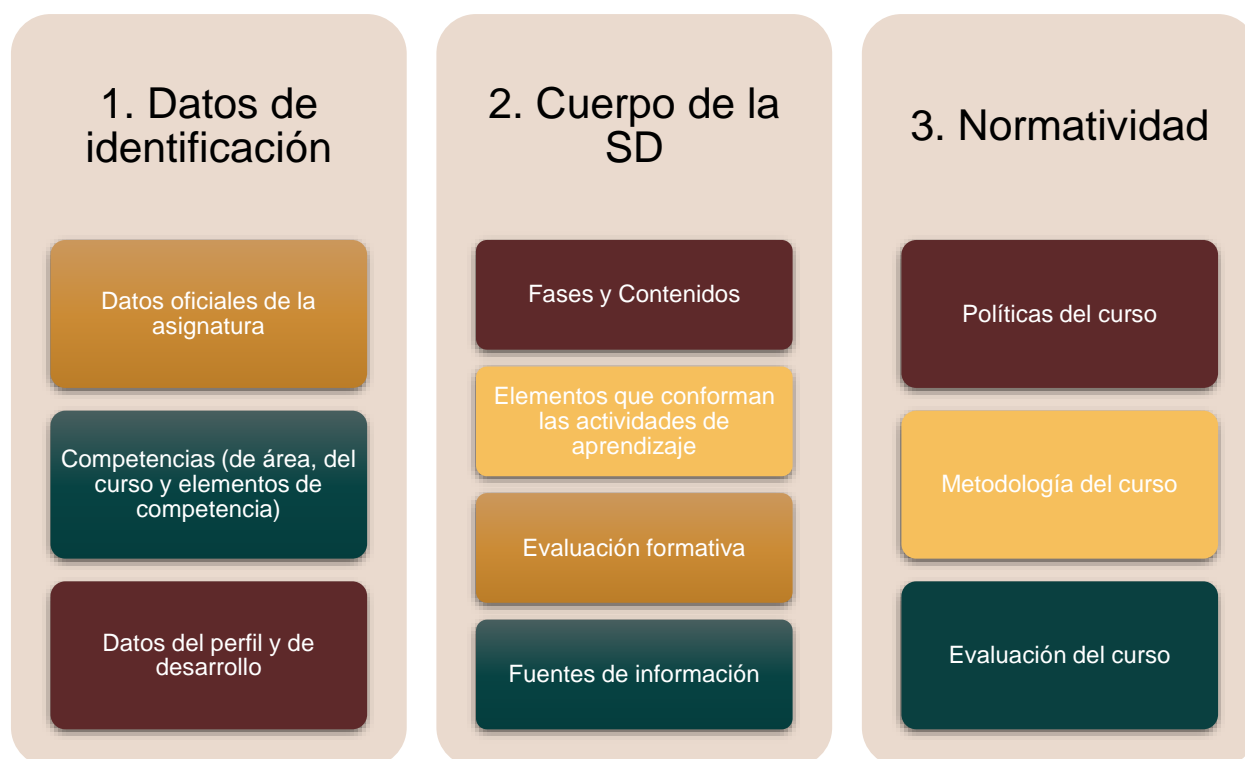 1. Datos de
identificación
Datos oficiales de la
asignatura
Competencias (de área, del
curso y elementos de
competencia)
Datos del perfil y de
desarrollo
2. Cuerpo de la
SD
Fases y Contenidos
Elementos que conforman
las actividades de
aprendizaje
Evaluación formativa
Fuentes de información
3. Normatividad
Políticas del curso
Metodología del curso
Evaluación del curso